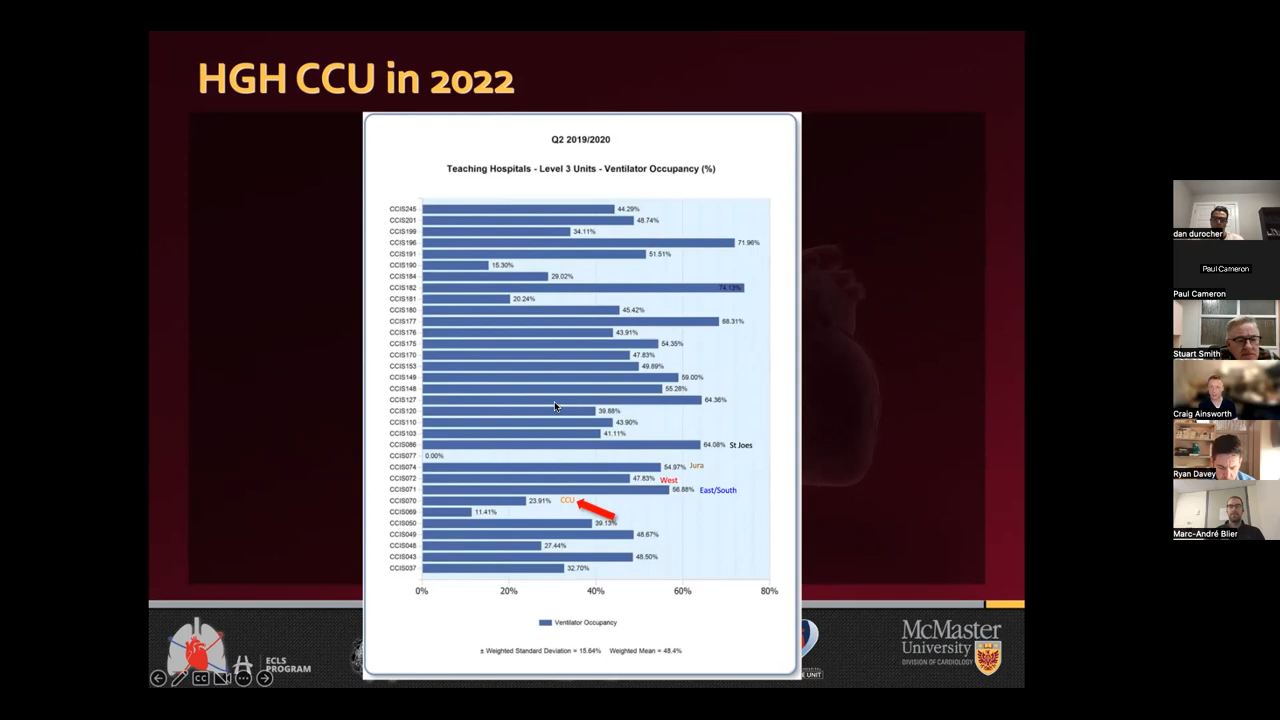 HGH CCU in 2022
Q2 2019/2020
Teaching Hospitals - Level 3 Units - Ventilator Occupancy (%)
CCIS245 44.29%
CCIS201 48.74%
CCIS199 34.11%
CCIS196 71.96%
CCIS191 51.51%
CCIS190 15.30%
CCIS184 29.02%
CCIS182 74.13%
CCIS181 20.24%
CCIS180 45.42%
CCIS177 68.31%
CCIS176 43.91%
CCIS175 54.35%
CCIS170 47.83%
CCIS153 49.89%
CCIS149 59.00%
CCIS148 55.26%
CCIS127 64.36%
CCIS120 39.88%
CCIS110 43.90%
CCIS103 41.11%
CCIS086 64.08% St Joes
CCIS077 0.00%
CCIS074 54.97% Jura
CCIS072 47.83% West
CCIS071 56.88% East/South
CCIS070 23.91% CCU
CCIS069 11.41%
CCIS050 39.13%
CCIS049 48.67%
CCIS048 27.44%
CCIS043 48.50%
CCIS037 32.70%
0% 20% 40% 60% 80%
Ventilator Occupancy
± Weighted Standard Deviation = 15.64% Weighted Mean = 48.4%
ECLS
PROGRAM
UNIT
McMaster
University
DIVISION OF CARDIOLOGY
CC
dan durocher
Paul Cameron
Paul Cameron
Stuart Smith
Craig Ainsworth
Ryan Davey
Marc-André Blier